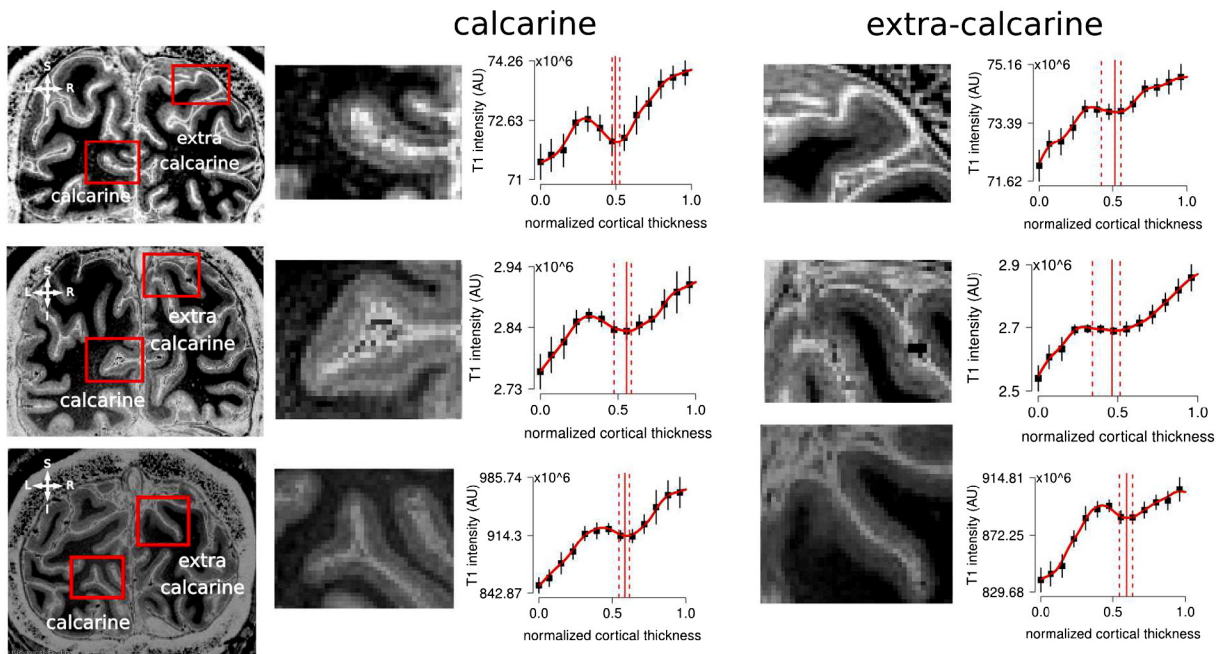 calcarine
extra-calcarine
S
L R
extra
calcarine
calcarine
x10^6
74.26
72.63
71
T1 intensity (AU)
0.0 0.5 1.0
normalized cortical thickness
x10^6
75.16
73.39
71.62
T1 intensity (AU)
0.0 0.5 1.0
normalized cortical thickness
S
L R
I
extra
calcarine
calcarine
x10^6
2.94
2.84
2.73
T1 intensity (AU)
0.0 0.5 1.0
normalized cortical thickness
x10^6
2.9
2.7
2.5
T1 intensity (AU)
0.0 0.5 1.0
normalized cortical thickness
S
L R
I
extra
calcarine
calcarine
x10^6
985.74
914.3
842.87
T1 intensity (AU)
0.0 0.5 1.0
normalized cortical thickness
x10^6
914.81
872.25
829.68
T1 intensity (AU)
0.0 0.5 1.0
normalized cortical thickness